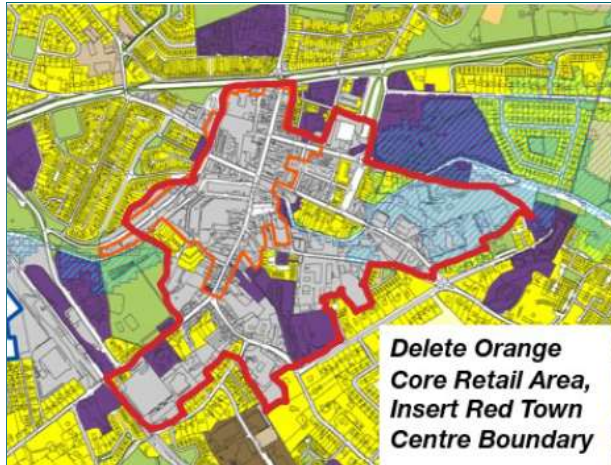 Delete Orange
Core Retail Area,
Insert Red Town
Centre Boundary